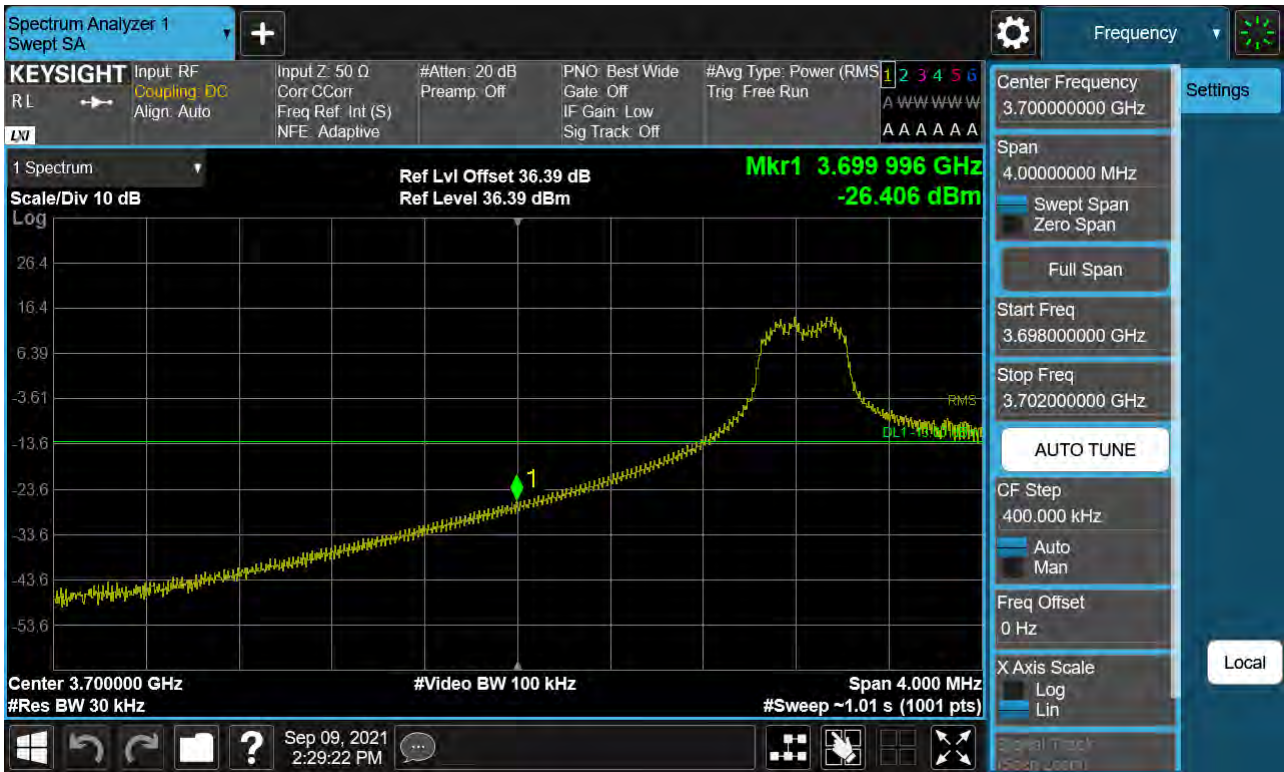 Spectrum Analyzer 1
Swept SA
+
Frequency
KEYSIGHT
RL
LXI
Input: RF
Coupling: DC
Align: Auto
Input Z: 50 Ω
Corr CCorr
Freq Ref: Int (S)
NFE: Adaptive
#Atten: 20 dB
Preamp: Off
PNO: Best Wide
Gate: Off
IF Gain: Low
Sig Track: Off
#Avg Type: Power (RMS
Trig: Free Run
1 2 3 4 5 6
A W W W W W
A A A A A A
1 Spectrum
Scale/Div 10 dB
Log
Ref Lvl Offset 36.39 dB
Ref Level 36.39 dBm
Mkr1 3.699 996 GHz
-26.406 dBm
26.4
16.4
6.39
-3.61
-13.6
-23.6
-33.6
-43.6
-53.6
1
RMS
Center 3.700000 GHz
#Res BW 30 kHz
#Video BW 100 kHz
Span 4.000 MHz
#Sweep ~1.01 s (1001 pts)
Center Frequency
3.700000000 GHz
Span
4.00000000 MHz
Swept Span
Zero Span
Full Span
Start Freq
3.698000000 GHz
Stop Freq
3.702000000 GHz
AUTO TUNE
CF Step
400.000 kHz
Auto
Man
Freq Offset
0 Hz
X Axis Scale
Log
Lin
Signal Track
(Span Zoom)
Settings
Local
?
Sep 09, 2021
2:29:22 PM